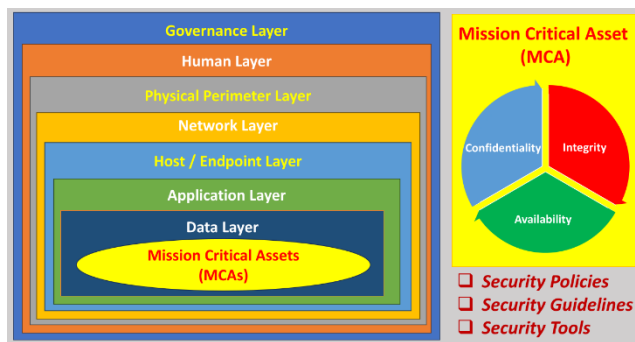 Governance Layer
Human Layer
Physical Perimeter Layer
Network Layer
Host / Endpoint Layer
Application Layer
Data Layer
Mission Critical Assets
(MCAs)
Mission Critical Asset
(MCA)
Confidentiality
Integrity
Availability
Security Policies
Security Guidelines
Security Tools